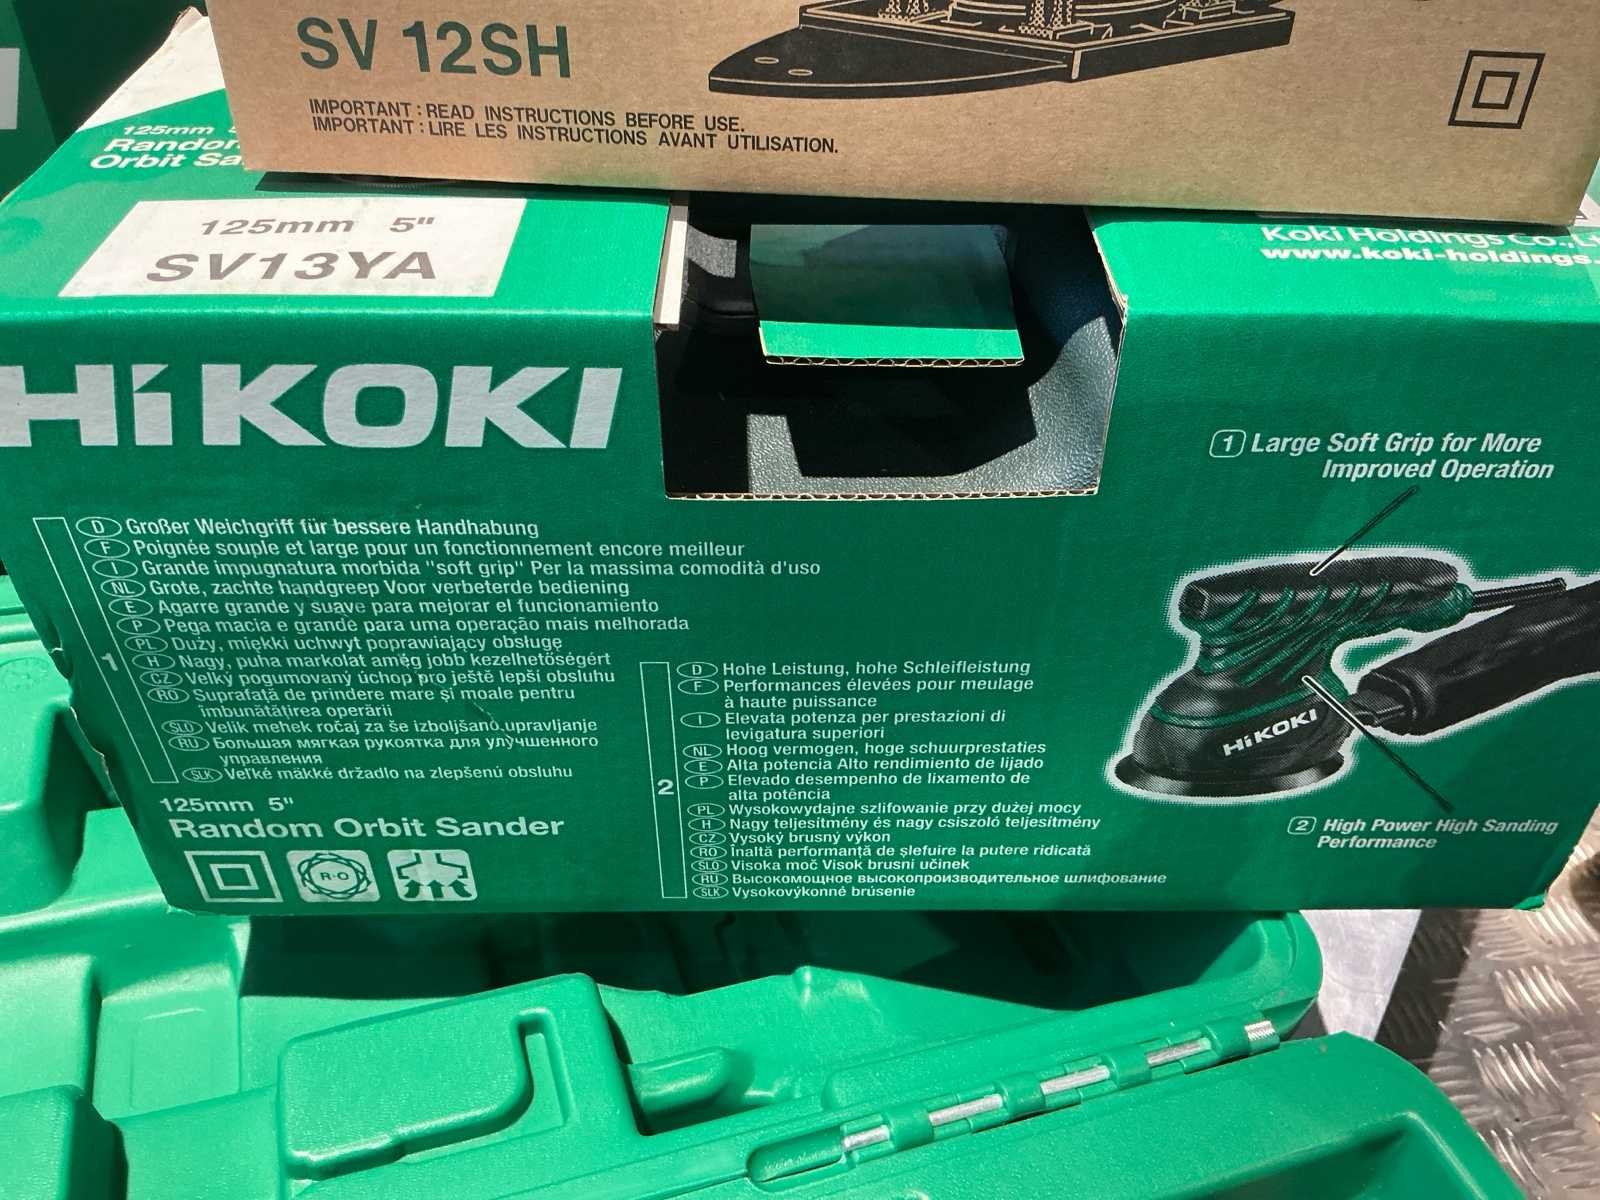 SV 12SH
IMPORTANT : READ INSTRUCTIONS BEFORE USE.
IMPORTANT : LIRE LES INSTRUCTIONS AVANT UTILISATION.
125mm
Random
Orbit Sa
125mm 5"
SV13YA
Koki Holdings Co.,Lt
www.koki-holdings.
HiKOKI
1 Large Soft Grip for More
Improved Operation
1
D Großer Weichgriff für bessere Handhabung
F Poignée souple et large pour un fonctionnement encore meilleur
I Grande impugnatura morbida "soft grip" Per la massima comodità d'uso
NL Grote, zachte handgreep Voor verbeterde bediening
E Agarre grande y suave para mejorar el funcionamiento
P Pega macia e grande para uma operação mais melhorada
PL Duży, miękki uchwyt poprawiający obsługę
H Nagy, puha markolat amég jobb kezelhetőségért
CZ Velký pogumovaný úchop pro ještě lepší obsluhu
RO Suprafaţă de prindere mare şi moale pentru
îmbunătăţirea operării
SLO Velik mehek ročaj za še izboljšano upravljanje
RU Большая мягкая рукоятка для улучшенного
управления
SLK Veľké mäkké držadlo na zlepšenú obsluhu
125mm 5"
Random Orbit Sander
R·O
2
D Hohe Leistung, hohe Schleifleistung
F Performances élevées pour meulage
à haute puissance
I Elevata potenza per prestazioni di
levigatura superiori
NL Hoog vermogen, hoge schuurprestaties
E Alta potencia Alto rendimiento de lijado
P Elevado desempenho de lixamento de
alta potência
PL Wysokowydajne szlifowanie przy dużej mocy
H Nagy teljesítmény és nagy csiszoló teljesítmény
CZ Vysoký brusný výkon
RO Înaltă performanţă de şlefuire la putere ridicată
SLO Visoka moč Visok brusni učinek
RU Высокомощное высокопроизводительное шлифование
SLK Vysokovýkonné brúsenie
HiKOKI
2 High Power High Sanding
Performance